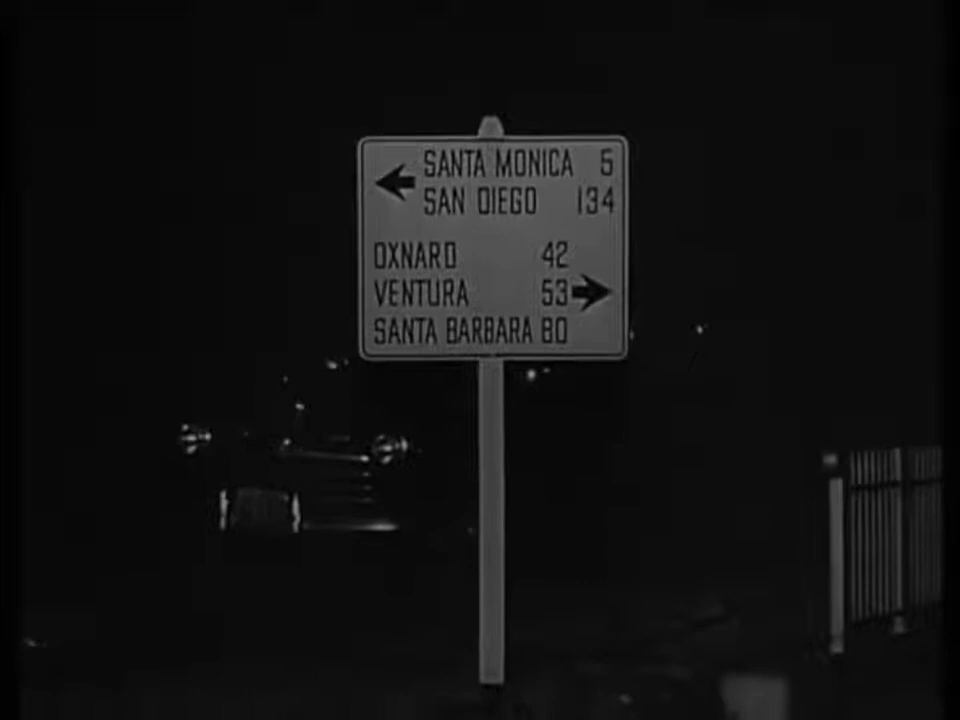 SANTA MONICA 5
SAN DIEGO 134
OXNARD 42
VENTURA 53
SANTA BARBARA 80